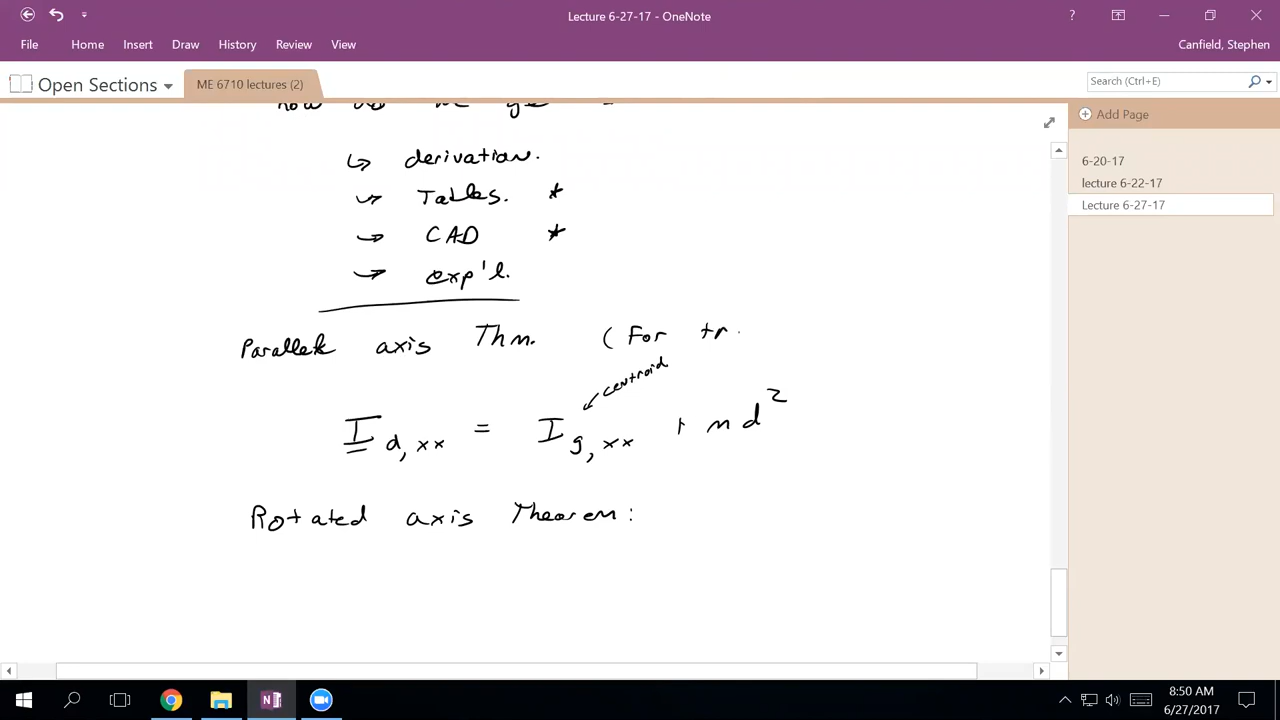 Lecture 6-27-17 - OneNote
File Home Insert Draw History Review View
Canfield, Stephen
Open Sections
ME 6710 lectures (2)
Search (Ctrl+E)
Add Page
6-20-17
lecture 6-22-17
Lecture 6-27-17
↳ derivation.
→ Tables. *
→ CAD *
→ exp'l.
Parallel axis Thm. (For tr
centroid
I d,xx = I g,xx + m d²
Rotated axis Theorem:
8:50 AM
6/27/2017